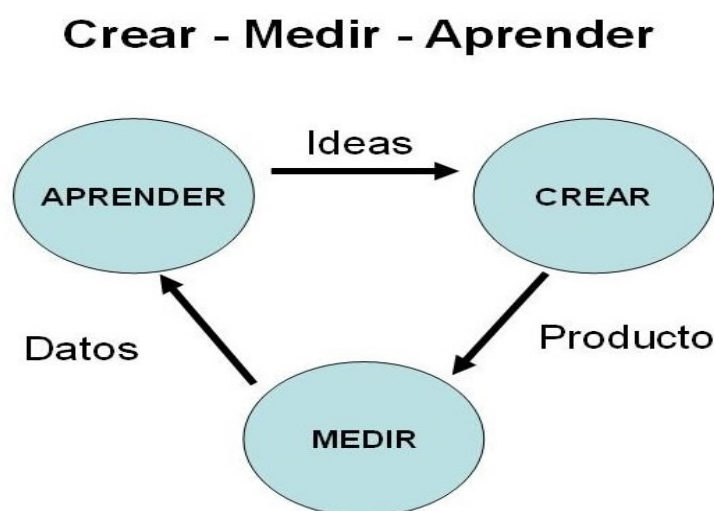 Crear - Medir - Aprender
Ideas
APRENDER
CREAR
Datos
Producto
MEDIR